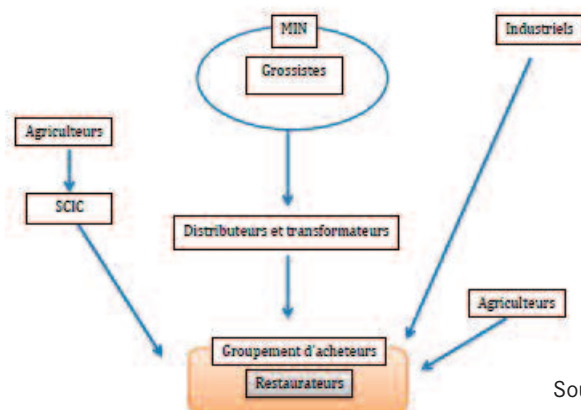 MIN
Industriels
Grossistes
Agriculteurs
SCIC
Distributeurs et transformateurs
Agriculteurs
Groupement d'acheteurs
Restaurateurs